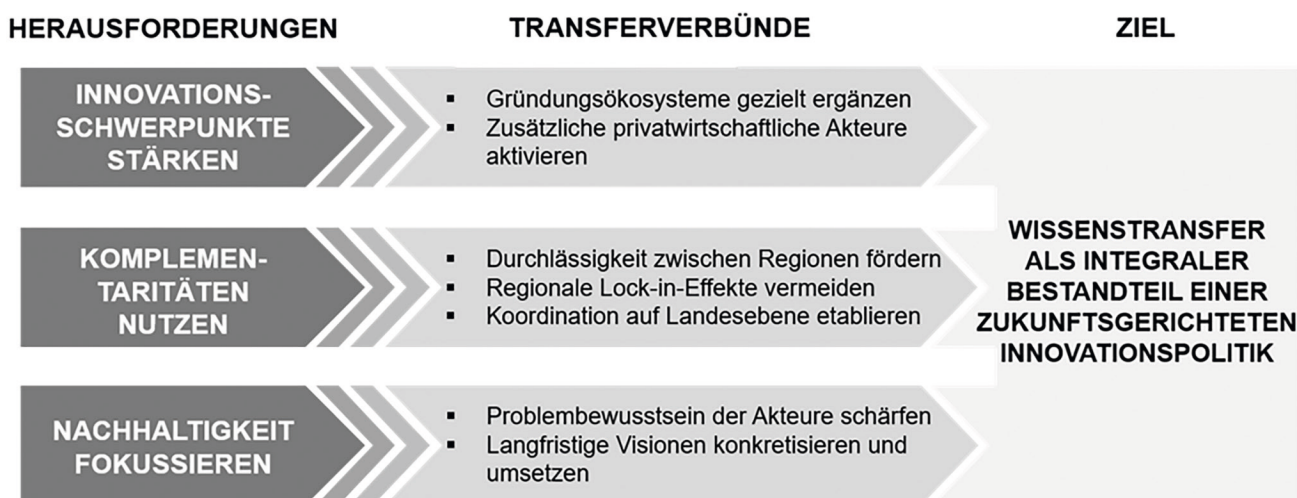 HERAUSFORDERUNGEN
TRANSFERVERBÜNDE
ZIEL
INNOVATIONS-
SCHWERPUNKTE
STÄRKEN
▪ Gründungsökosysteme gezielt ergänzen
▪ Zusätzliche privatwirtschaftliche Akteure
aktivieren
KOMPLEMEN-
TARITÄTEN
NUTZEN
▪ Durchlässigkeit zwischen Regionen fördern
▪ Regionale Lock-in-Effekte vermeiden
▪ Koordination auf Landesebene etablieren
NACHHALTIGKEIT
FOKUSSIEREN
▪ Problembewusstsein der Akteure schärfen
▪ Langfristige Visionen konkretisieren und
umsetzen
WISSENSTRANSFER
ALS INTEGRALER
BESTANDTEIL EINER
ZUKUNFTSGERICHTETEN
INNOVATIONSPOLITIK